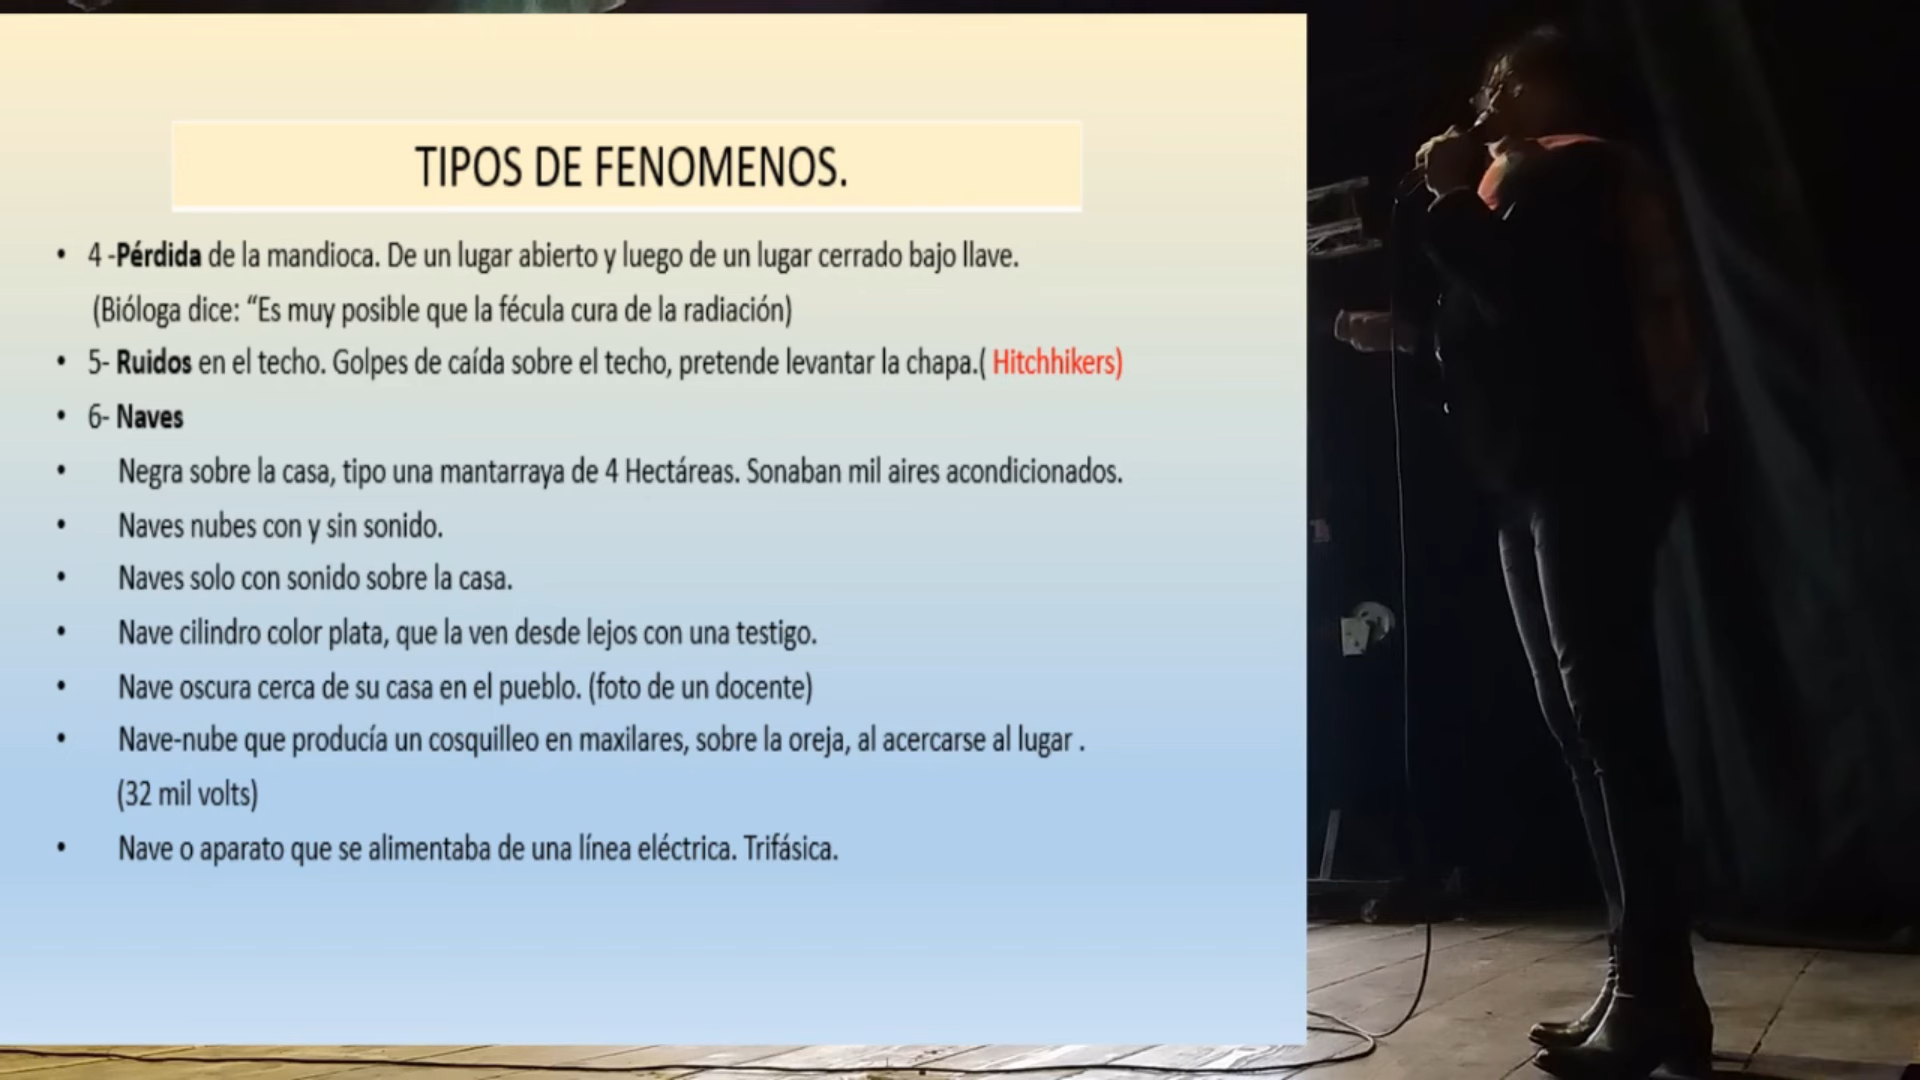 TIPOS DE FENOMENOS.
• 4 -Pérdida de la mandioca. De un lugar abierto y luego de un lugar cerrado bajo llave.
(Bióloga dice: “Es muy posible que la fécula cura de la radiación)
• 5- Ruidos en el techo. Golpes de caída sobre el techo, pretende levantar la chapa.( Hitchhikers)
• 6- Naves
• Negra sobre la casa, tipo una mantarraya de 4 Hectáreas. Sonaban mil aires acondicionados.
• Naves nubes con y sin sonido.
• Naves solo con sonido sobre la casa.
• Nave cilindro color plata, que la ven desde lejos con una testigo.
• Nave oscura cerca de su casa en el pueblo. (foto de un docente)
• Nave-nube que producía un cosquilleo en maxilares, sobre la oreja, al acercarse al lugar .
(32 mil volts)
• Nave o aparato que se alimentaba de una línea eléctrica. Trifásica.